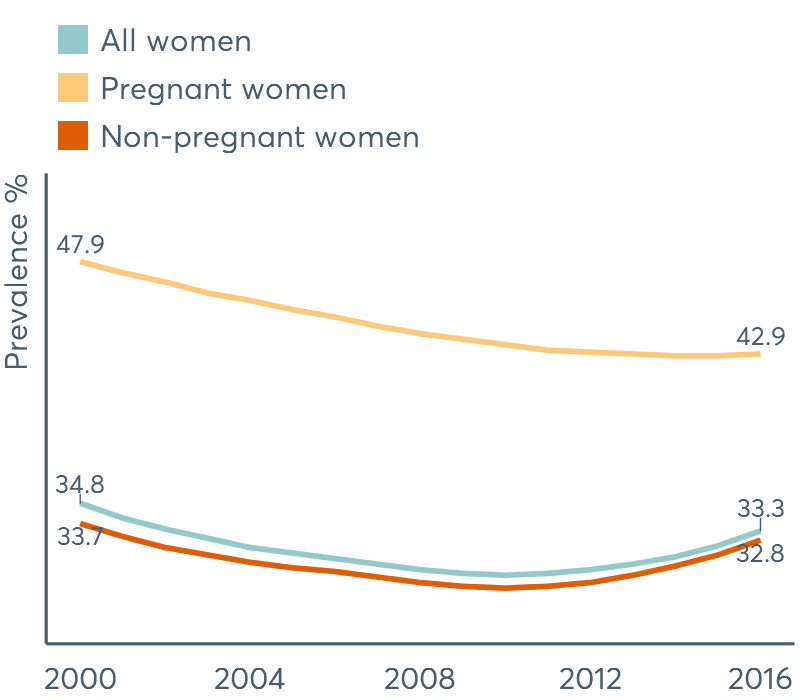 All women
Pregnant women
Non-pregnant women
Prevalence %
47.9
42.9
34.8
33.7
33.3
32.8
2000 2004 2008 2012 2016